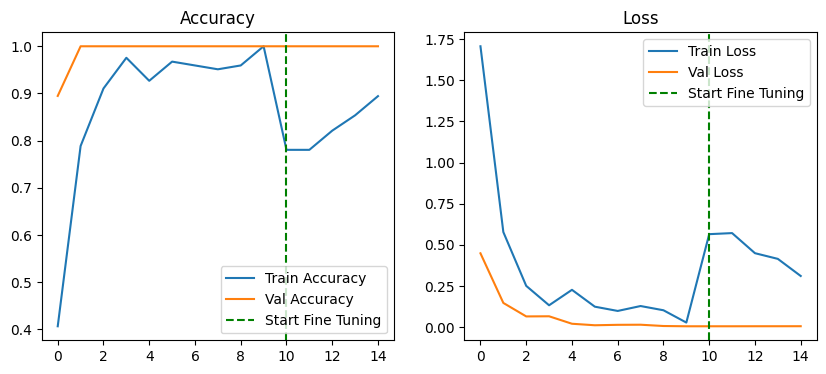 Accuracy
1.0
0.9
0.8
0.7
0.6
0.5
0.4
Train Accuracy
Val Accuracy
Start Fine Tuning
0 2 4 6 8 10 12 14
Loss
1.75
1.50
1.25
1.00
0.75
0.50
0.25
0.00
Train Loss
Val Loss
Start Fine Tuning
0 2 4 6 8 10 12 14